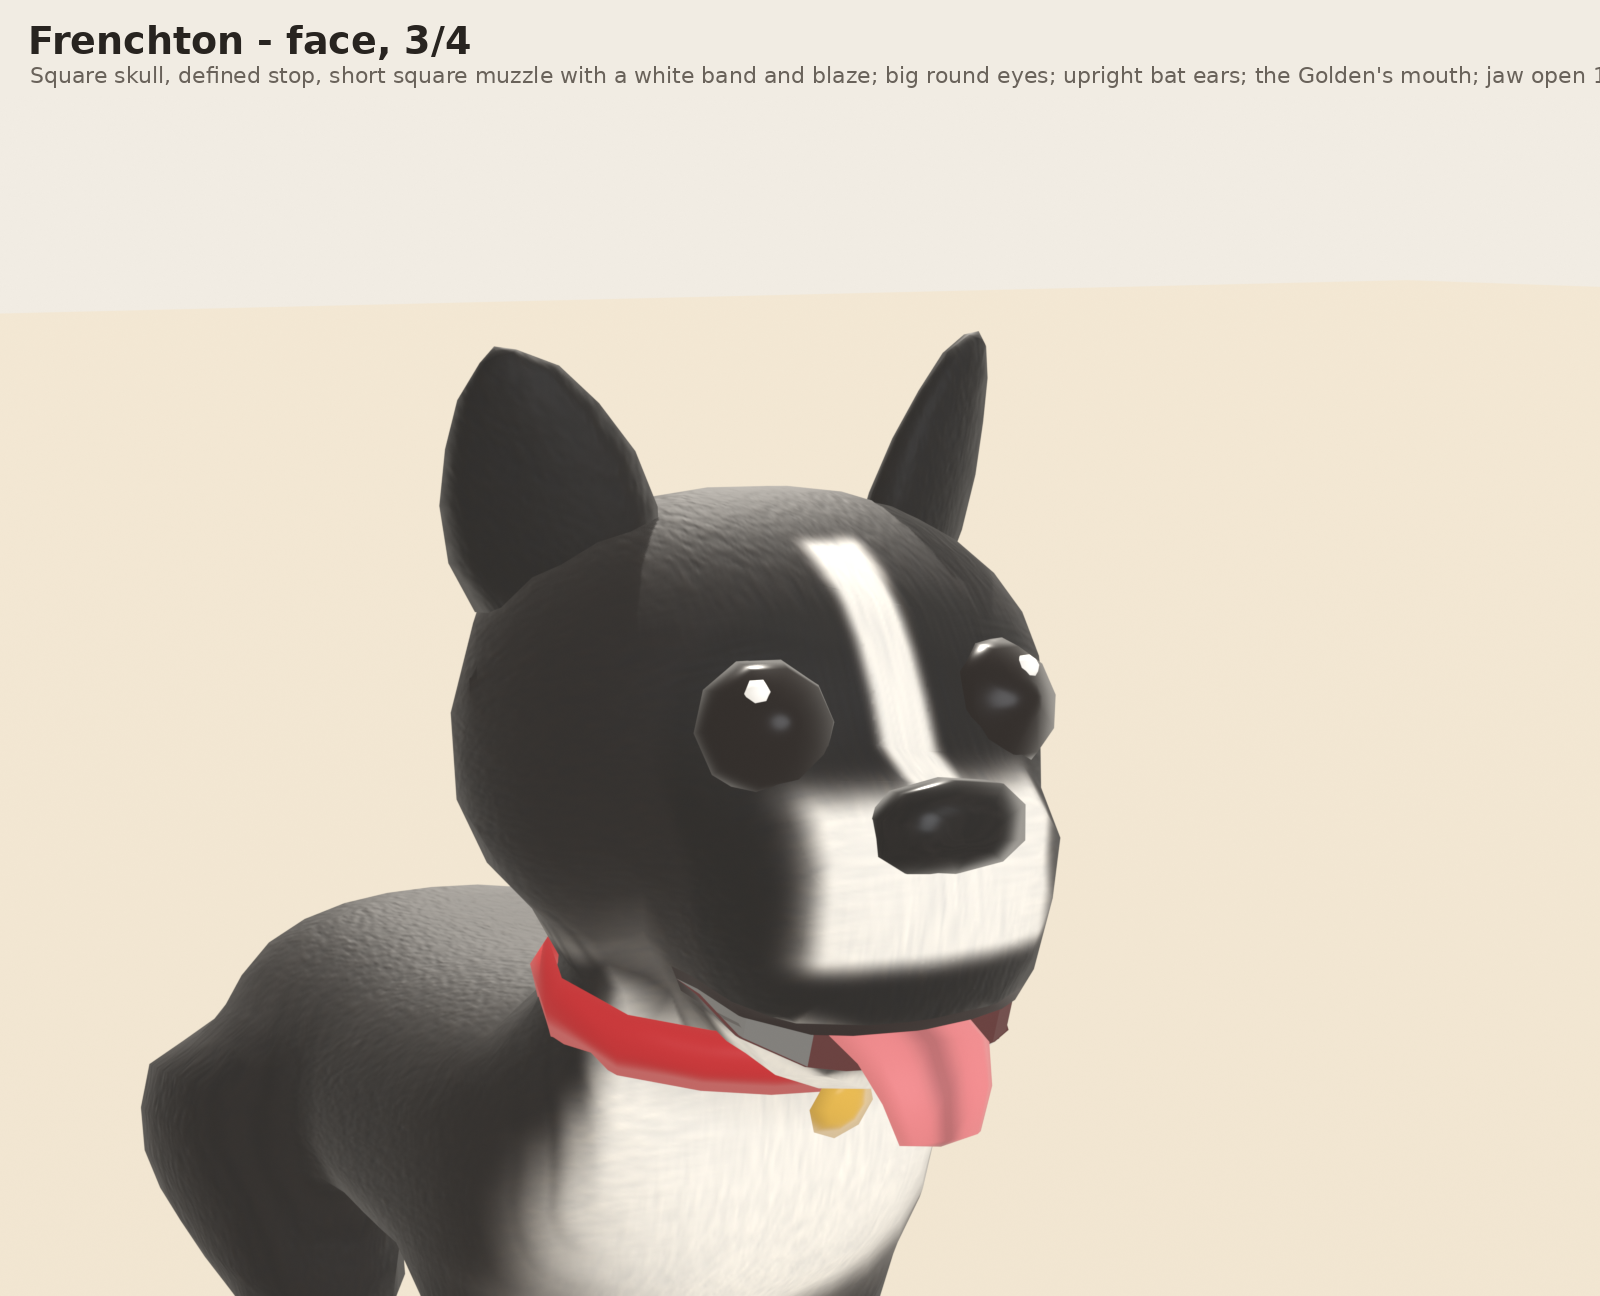 Frenchton - face, 3/4
Square skull, defined stop, short square muzzle with a white band and blaze; big round eyes; upright bat ears; the Golden's mouth; jaw open